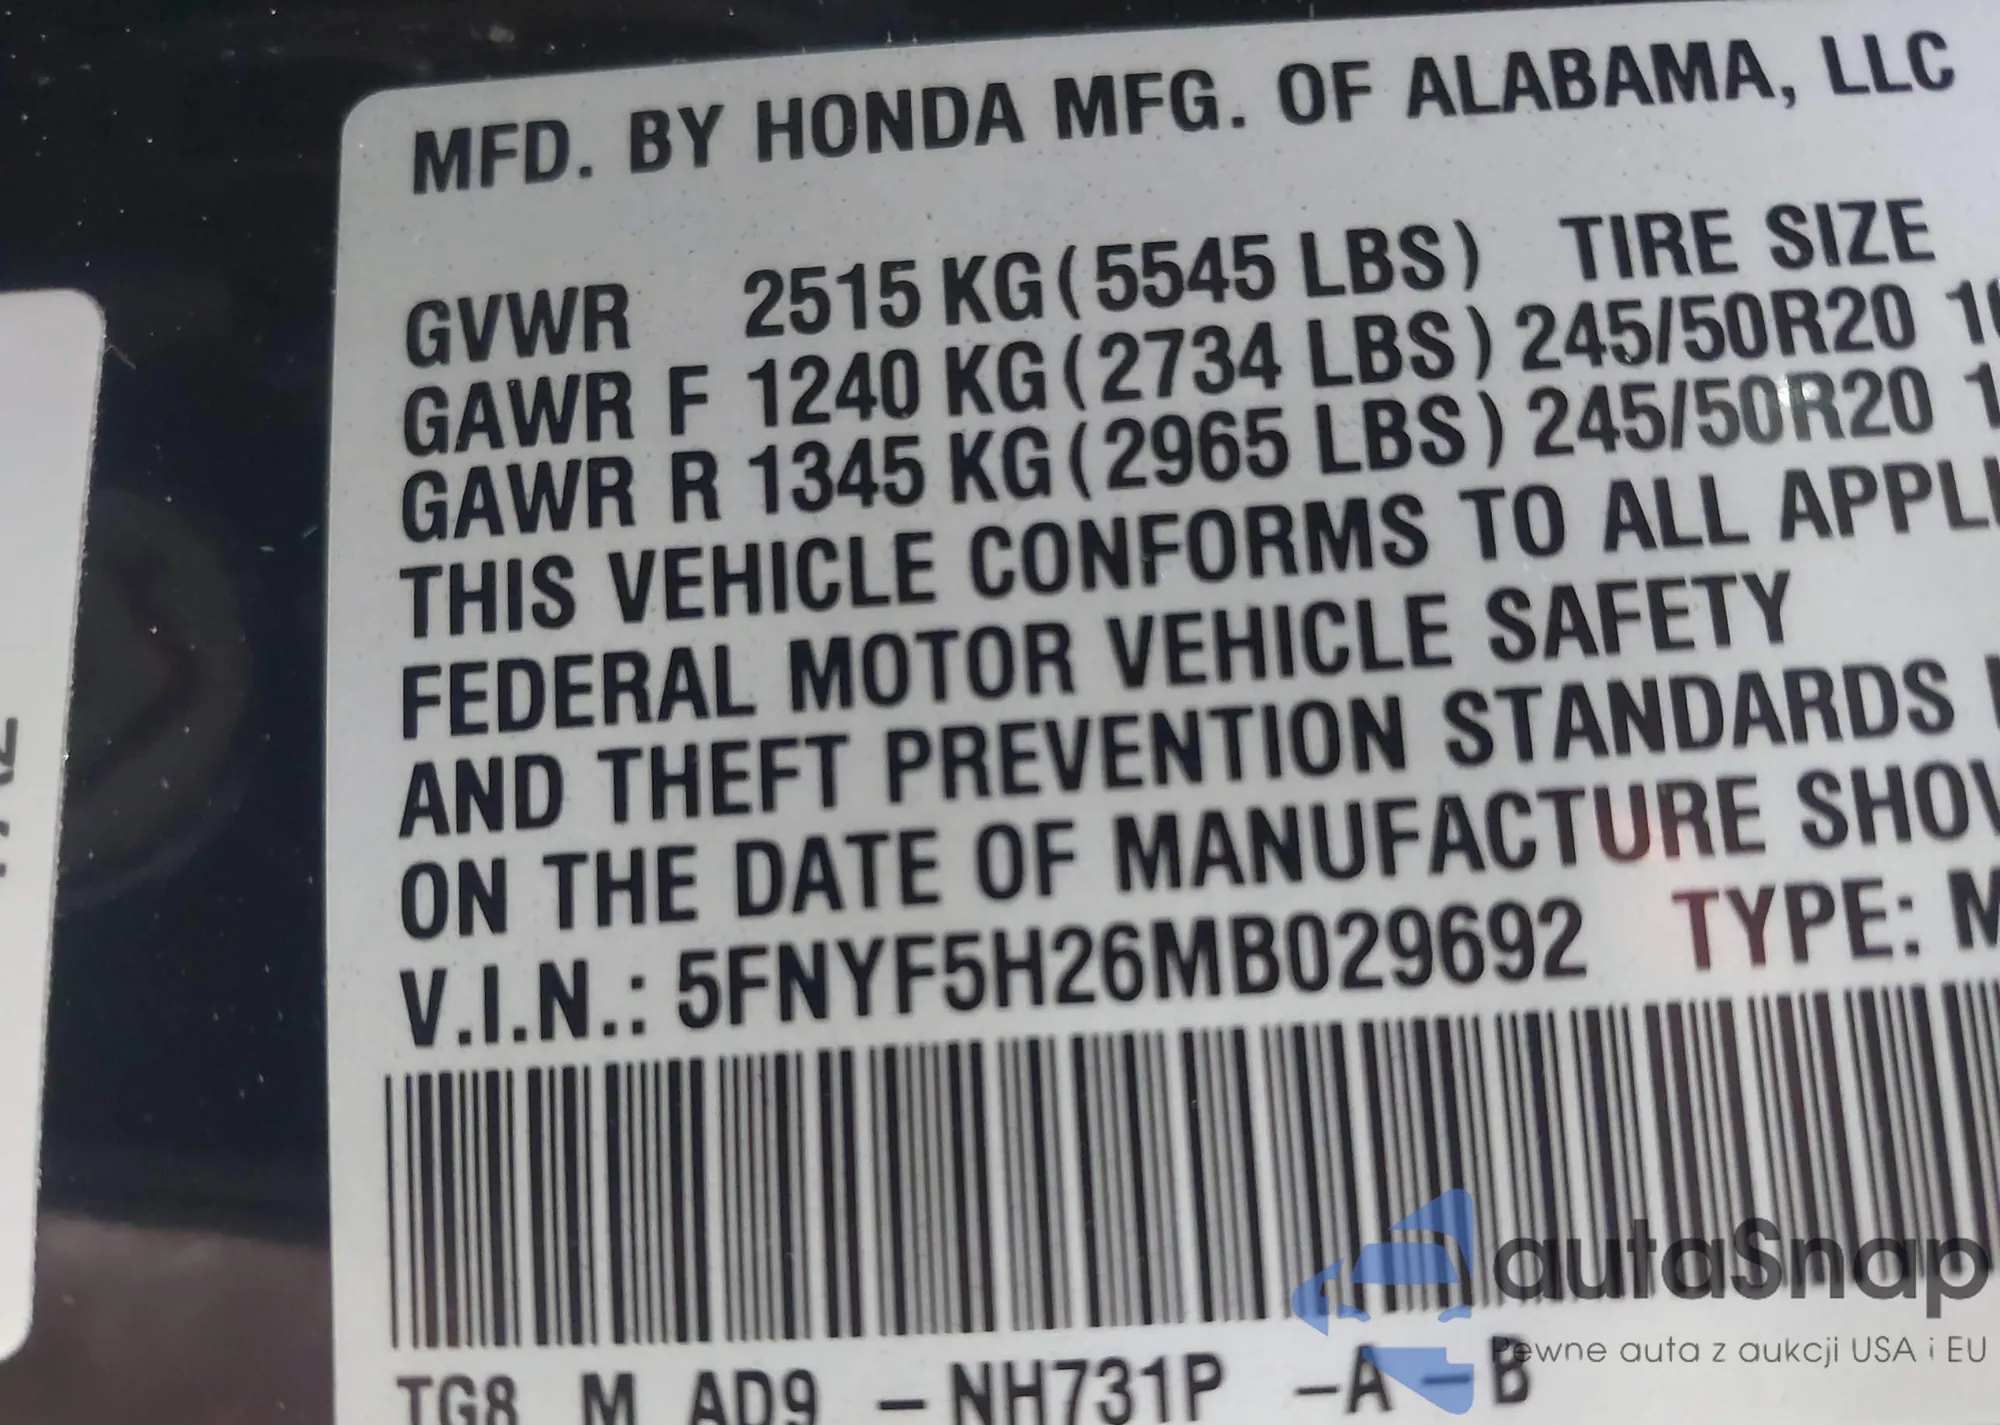 MFD. BY HONDA MFG. OF ALABAMA, LLC
GVWR 2515 KG (5545 LBS) TIRE SIZE
GAWR F 1240 KG (2734 LBS) 245/50R20
GAWR R 1345 KG (2965 LBS) 245/50R20
THIS VEHICLE CONFORMS TO ALL APPLI
FEDERAL MOTOR VEHICLE SAFETY
AND THEFT PREVENTION STANDARDS
ON THE DATE OF MANUFACTURE SHOW
V.I.N.: 5FNYF5H26MB029692 TYPE: M
TG8 M AD9 – NH731P –A – B
autaSnap
Pewne auta z aukcji USA i EU